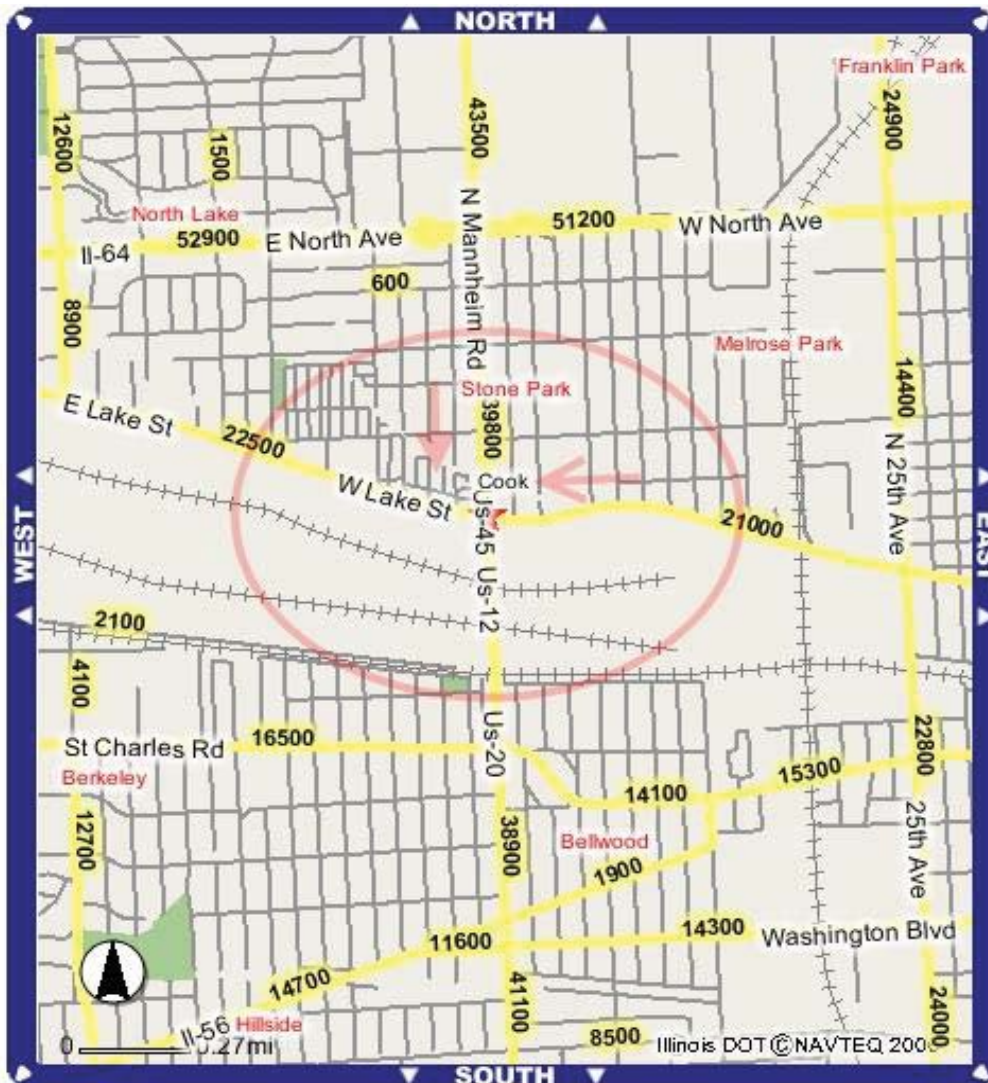 NORTH
Franklin Park
12600
1500
43500
24900
North Lake
Il-64
52900
E North Ave
51200
W North Ave
N Mannheim Rd
600
8900
Melrose Park
Stone Park
14400
39800
E Lake St
22500
W Lake St
Cook
21000
N 25th Ave
WEST
EAST
Us-45
Us-12
2100
4100
Us-20
St Charles Rd
16500
22800
Berkeley
15300
14100
12700
38900
Bellwood
1900
25th Ave
11600
14300
Washington Blvd
14700
41100
24000
Il-56
Hillside
8500
0
Illinois DOT © NAVTEQ
SOUTH